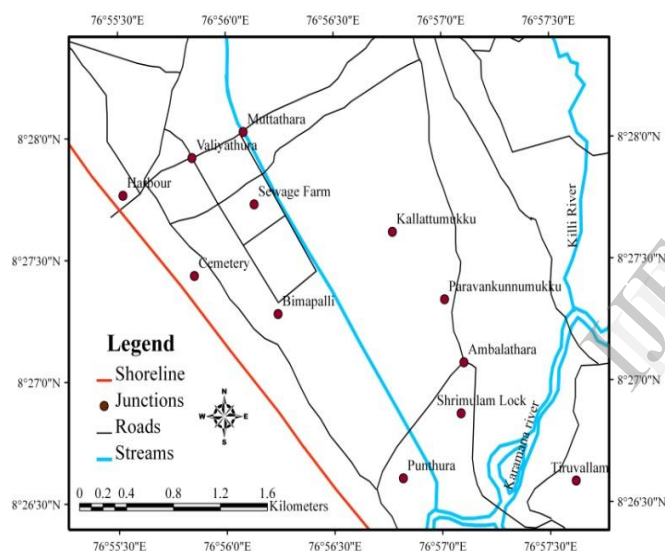 76°55'30"E 76°56'0"E 76°56'30"E 76°57'0"E 76°57'30"E
8°28'0"N
8°27'30"N
8°27'0"N
8°26'30"N
8°28'0"N
8°27'30"N
8°27'0"N
8°26'30"N
Muttathara
Valiyathura
Harbour
Sewage Farm
Kallattumukku
Killi River
Cemetery
Paravankunnumukku
Bimapalli
Ambalathara
Shrimulam Lock
Karamana river
Punthura
Tiruvallam
Legend
Shoreline
Junctions
Roads
Streams
N
W E
S
0 0.2 0.4 0.8 1.2 1.6
Kilometers
76°55'30"E 76°56'0"E 76°56'30"E 76°57'0"E 76°57'30"E
IJE